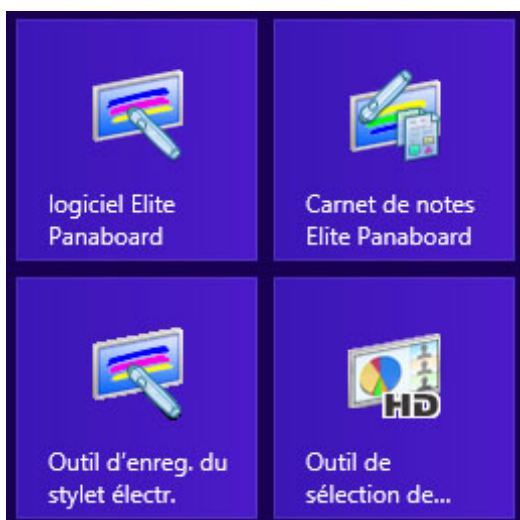 logiciel Elite
Panaboard
Carnet de notes
Elite Panaboard
Outil d'enreg. du
stylet électr.
HD
Outil de
sélection de...